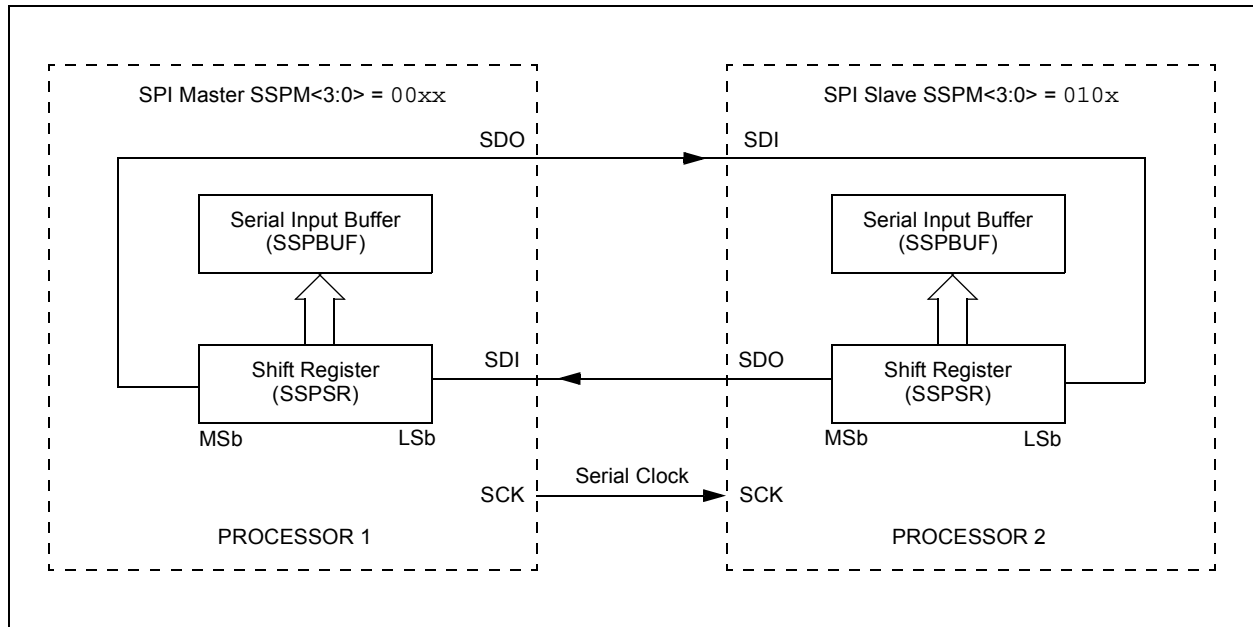 SPI Master SSPM<3:0> = 00xx
SDO
Serial Input Buffer
(SSPBUF)
Shift Register
(SSPSR)
MSb
LSb
SDI
SCK
PROCESSOR 1
Serial Clock
SPI Slave SSPM<3:0> = 010x
SDI
Serial Input Buffer
(SSPBUF)
SDO
Shift Register
(SSPSR)
MSb
LSb
SCK
PROCESSOR 2